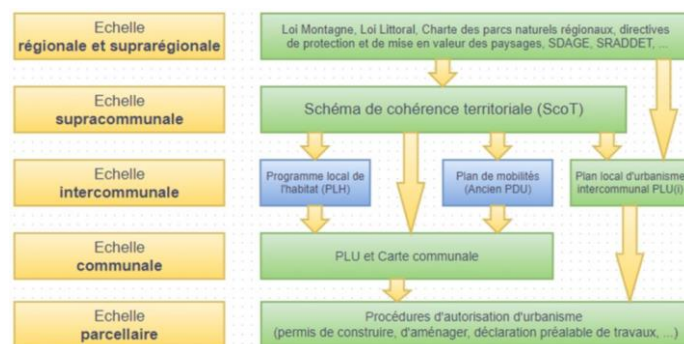 Echelle
régionale et suprarégionale
Loi Montagne, Loi Littoral, Charte des parcs naturels régionaux, directives
de protection et de mise en valeur des paysages, SDAGE, SRADDET, ...
Echelle
supracommunale
Schéma de cohérence territoriale (ScoT)
Echelle
intercommunale
Programme local de
l'habitat (PLH)
Plan de mobilités
(Ancien PDU)
Plan local d'urbanisme
intercommunal PLU(i)
Echelle
communale
PLU et Carte communale
Echelle
parcellaire
Procédures d'autorisation d'urbanisme
(permis de construire, d'aménager, déclaration préalable de travaux, ...)